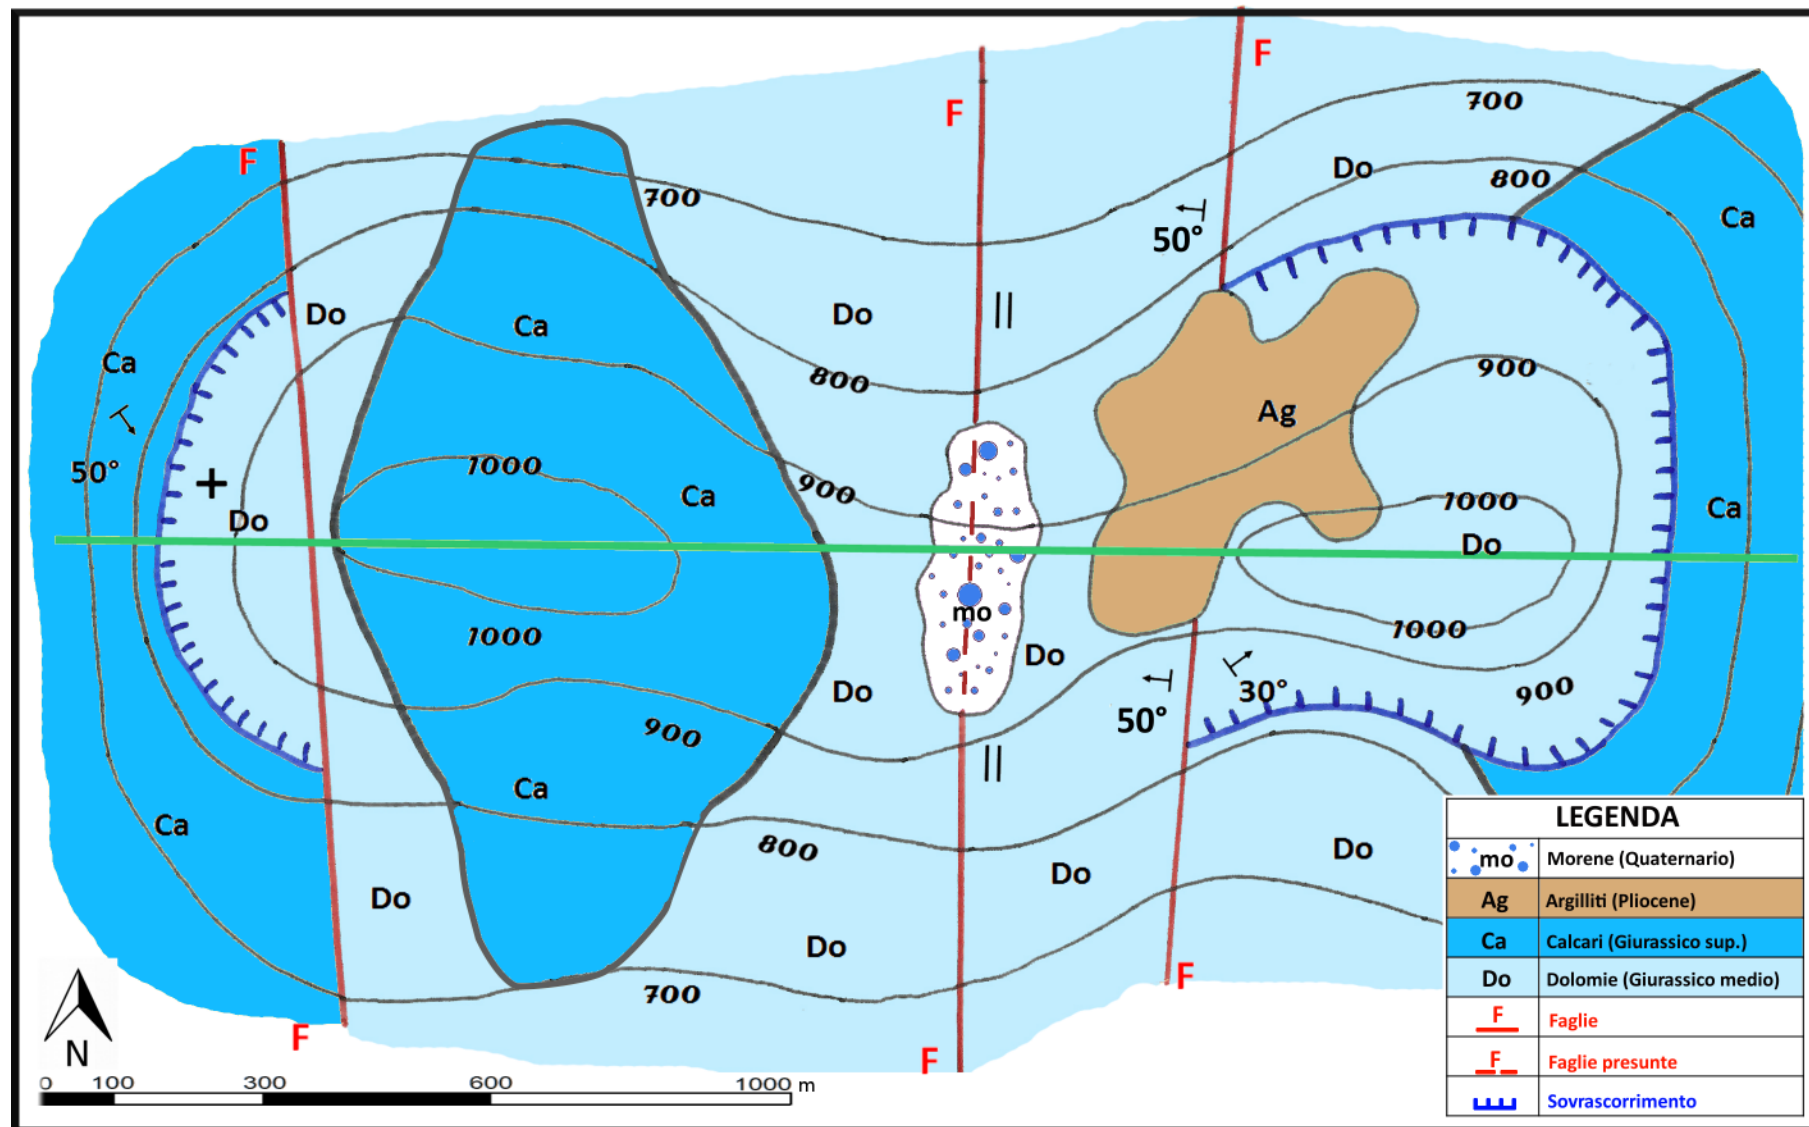 F
F
700
F
Do
800
700
Ca
50°
Do
Do
Ca
Ca
Ca
900
800
Ag
1000
50°
900
Ca
1000
Ca
+
Do
Do
mo
1000
1000
Do
30°
Do
900
50°
900
Ca
Ca
800
Do
Do
Do
Do
700
F
F
F
N
0 100 300 600 1000 m
LEGENDA
mo Morene (Quaternario)
Ag Argilliti (Pliocene)
Ca Calcari (Giurassico sup.)
Do Dolomie (Giurassico medio)
F Faglie
F Faglie presunte
Sovrascorrimento